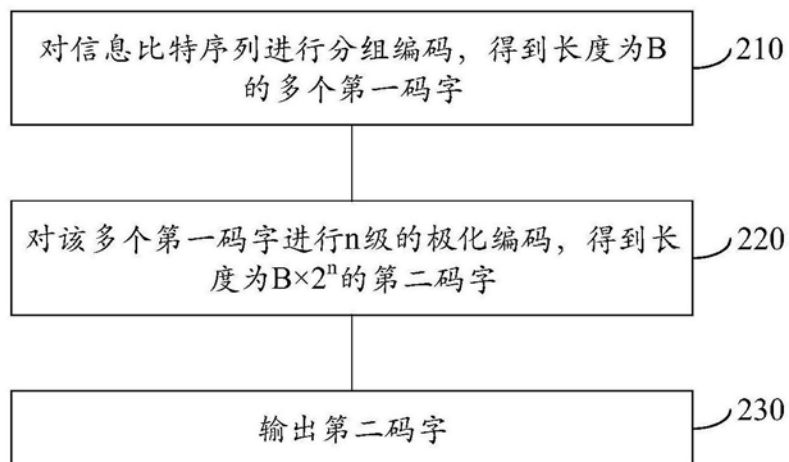 对信息比特序列进行分组编码，得到长度为B
的多个第一码字
210
对该多个第一码字进行n级的极化编码，得到长
度为B×2ⁿ的第二码字
220
输出第二码字
230